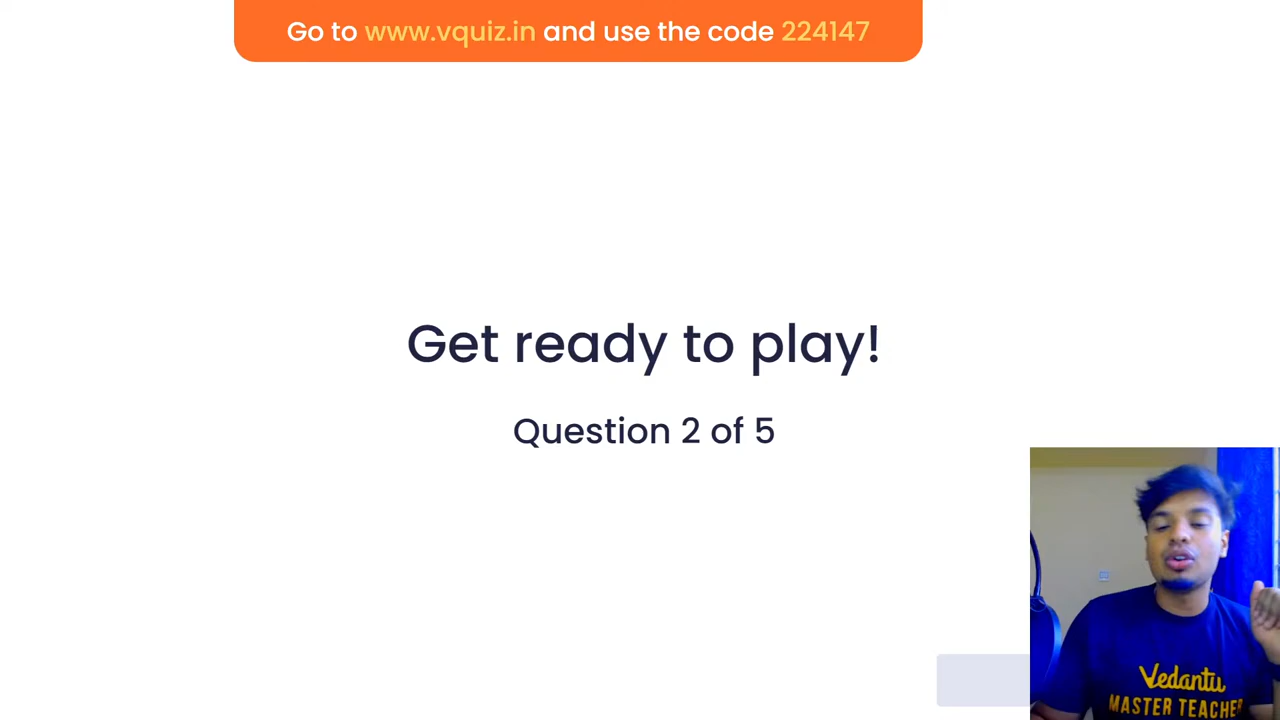 Go to www.vquiz.in and use the code 224147
Get ready to play!
Question 2 of 5
Vedantu
MASTER TEACHER